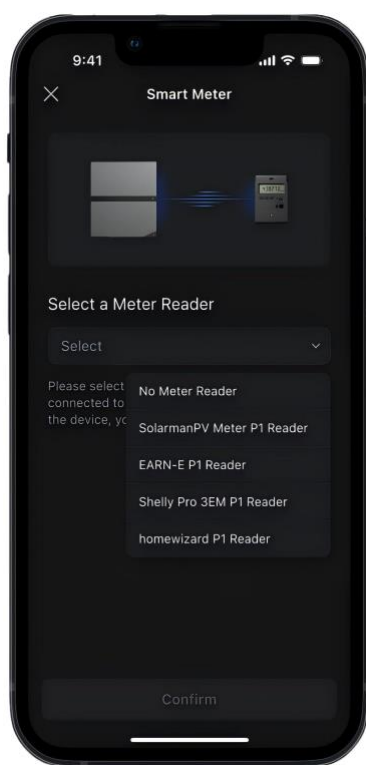 9:41
Smart Meter
Select a Meter Reader
Select
Please select
connected to
the device, yo
No Meter Reader
SolarmanPV Meter P1 Reader
EARN-E P1 Reader
Shelly Pro 3EM P1 Reader
homewizard P1 Reader
Confirm